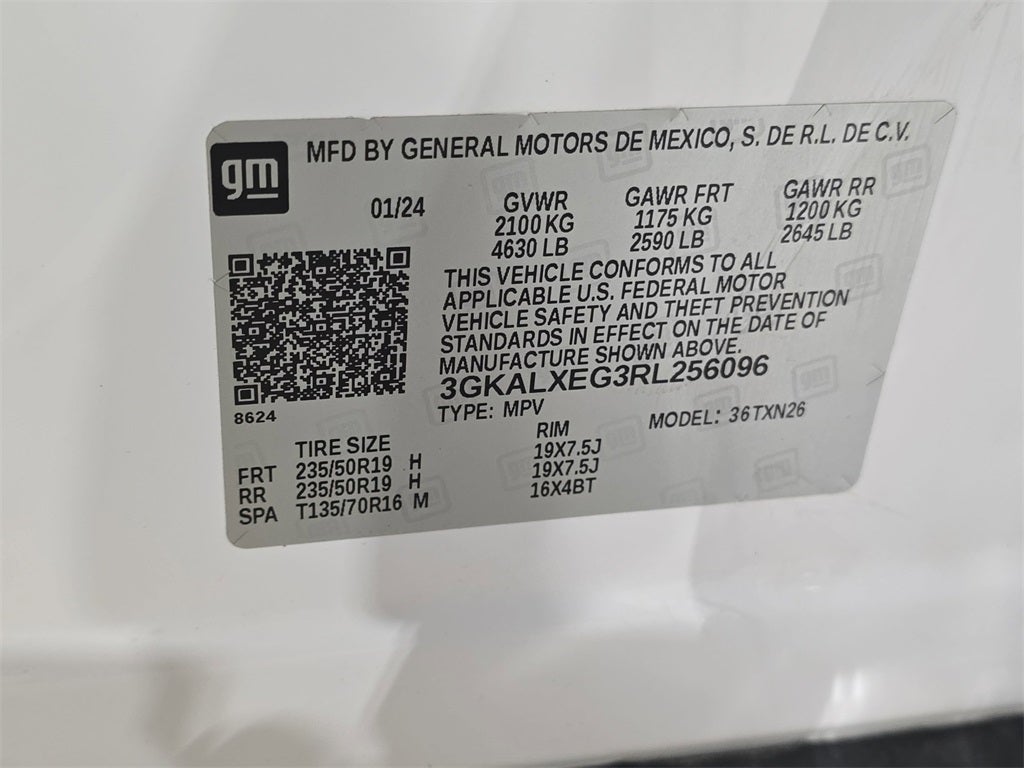 gm
MFD BY GENERAL MOTORS DE MEXICO, S. DE R.L. DE C.V.
01/24 GVWR GAWR FRT GAWR RR
2100 KG 1175 KG 1200 KG
4630 LB 2590 LB 2645 LB
THIS VEHICLE CONFORMS TO ALL
APPLICABLE U.S. FEDERAL MOTOR
VEHICLE SAFETY AND THEFT PREVENTION
STANDARDS IN EFFECT ON THE DATE OF
MANUFACTURE SHOWN ABOVE.
3GKALXEG3RL256096
8624
TYPE: MPV MODEL: 36TXN26
TIRE SIZE RIM
FRT 235/50R19 H 19X7.5J
RR 235/50R19 H 19X7.5J
SPA T135/70R16 M 16X4BT